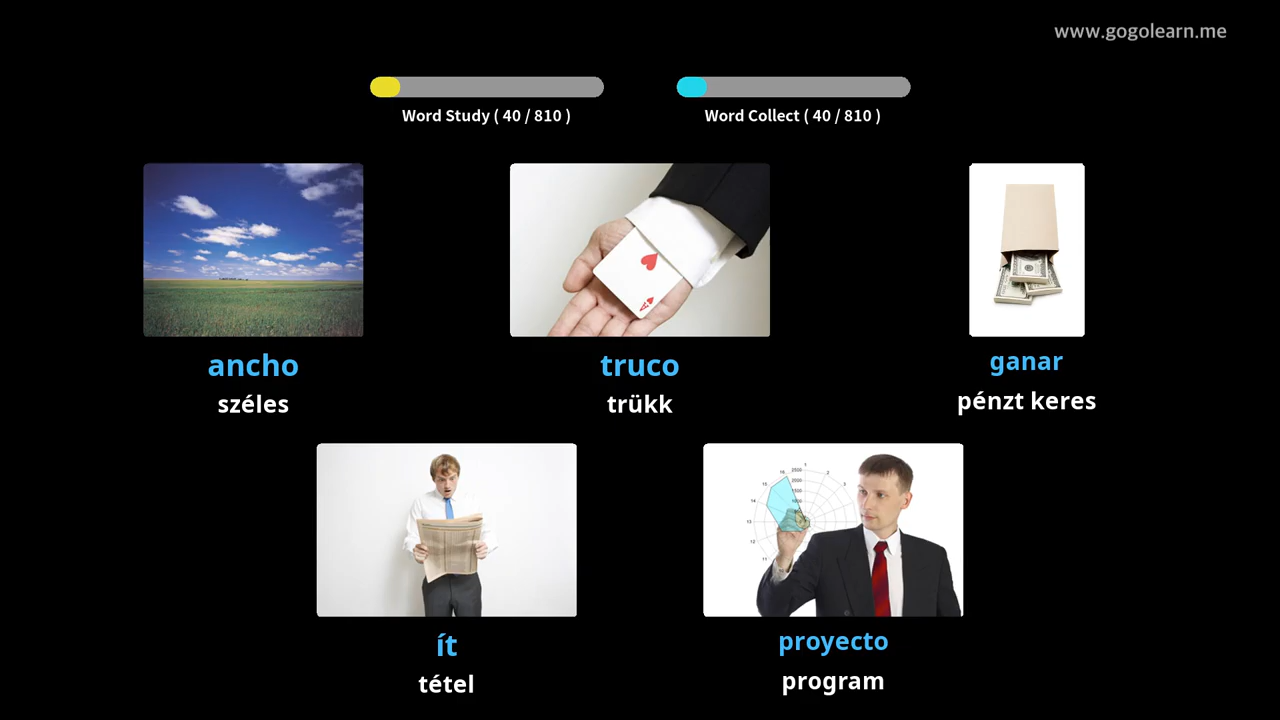 www.gogolearn.me
Word Study ( 40 / 810 )
Word Collect ( 40 / 810 )
ancho
széles
truco
trükk
ganar
pénzt keres
ít
tétel
proyecto
program